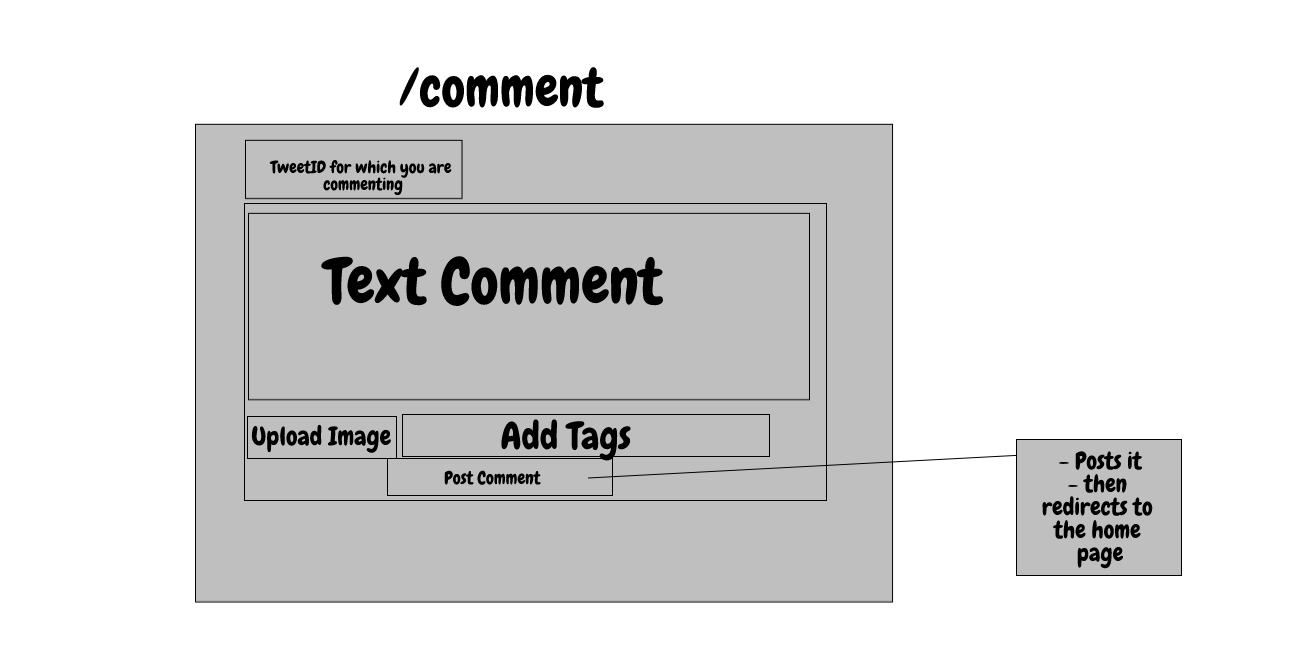 /comment
TweetID for which you are
commenting
Text Comment
Upload Image
Add Tags
Post Comment
- Posts it
- then
redirects to
the home
page